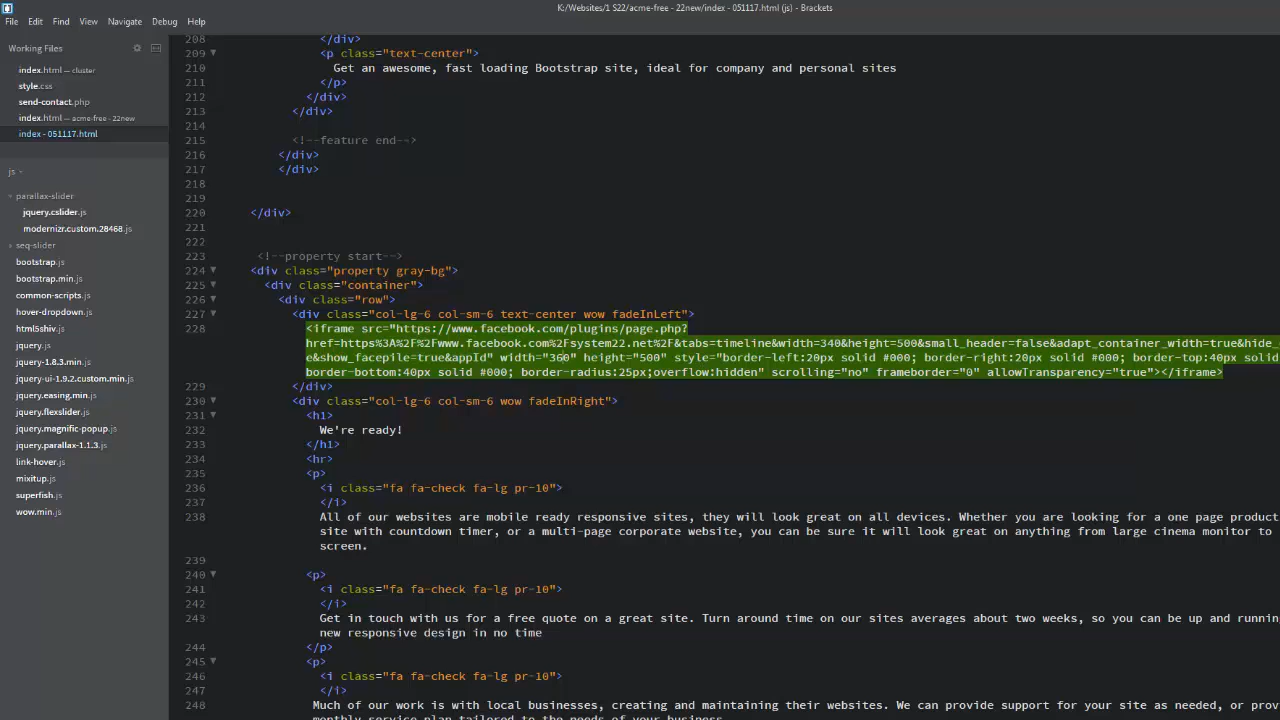 K:/Websites/1 S22/acme-free - 22new/index - 051117.html (js) - Brackets
File Edit Find View Navigate Debug Help
Working Files
index.html — cluster
style.css
send-contact.php
index.html — acme-free - 22new
index - 051117.html
js
parallax-slider
jquery.cslider.js
modernizr.custom.28468.js
seq-slider
bootstrap.js
bootstrap.min.js
common-scripts.js
hover-dropdown.js
html5shiv.js
jquery.js
jquery-1.8.3.min.js
jquery-ui-1.9.2.custom.min.js
jquery.easing.min.js
jquery.flexslider.js
jquery.magnific-popup.js
jquery.parallax-1.1.3.js
link-hover.js
mixitup.js
superfish.js
wow.min.js
208 </div>
209 <p class="text-center">
210 Get an awesome, fast loading Bootstrap site, ideal for company and personal sites
211 </p>
212 </div>
213 </div>
214
215 <!--feature end-->
216 </div>
217 </div>
218
219
220 </div>
221
222
223 <!--property start-->
224 <div class="property gray-bg">
225 <div class="container">
226 <div class="row">
227 <div class="col-lg-6 col-sm-6 text-center wow fadeInLeft">
228 <iframe src="https://www.facebook.com/plugins/page.php?
href=https%3A%2F%2Fwww.facebook.com%2Fsystem22.net%2F&tabs=timeline&width=340&height=500&small_header=false&adapt_container_width=true&hide_
e&show_facepile=true&appId" width="360" height="500" style="border-left:20px solid #000; border-right:20px solid #000; border-top:40px solid
border-bottom:40px solid #000; border-radius:25px;overflow:hidden" scrolling="no" frameborder="0" allowTransparency="true"></iframe>
229 </div>
230 <div class="col-lg-6 col-sm-6 wow fadeInRight">
231 <h1>
232 We're ready!
233 </h1>
234 <hr>
235 <p>
236 <i class="fa fa-check fa-lg pr-10">
237 </i>
238 All of our websites are mobile ready responsive sites, they will look great on all devices. Whether you are looking for a one page product
site with countdown timer, or a multi-page corporate website, you can be sure it will look great on anything from large cinema monitor to
screen.
239
240 <p>
241 <i class="fa fa-check fa-lg pr-10">
242 </i>
243 Get in touch with us for a free quote on a great site. Turn around time on our sites averages about two weeks, so you can be up and runnin
new responsive design in no time
244 </p>
245 <p>
246 <i class="fa fa-check fa-lg pr-10">
247 </i>
248 Much of our work is with local businesses, creating and maintaining their websites. We can provide support for your site as needed, or pro
monthly service plan tailored to the needs of your business.